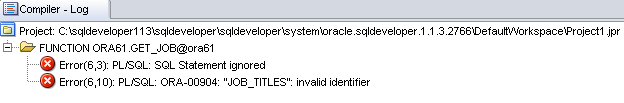 Compiler - Log
Project: C:\sqldeveloper113\sqldeveloper\sqldeveloper\system\oracle.sqldeveloper.1.1.3.2766\DefaultWorkspace\Project1.jpr
FUNCTION ORA61.GET_JOB@ora61
Error(6,3): PL/SQL: SQL Statement ignored
Error(6,10): PL/SQL: ORA-00904: "JOB_TITLES": invalid identifier